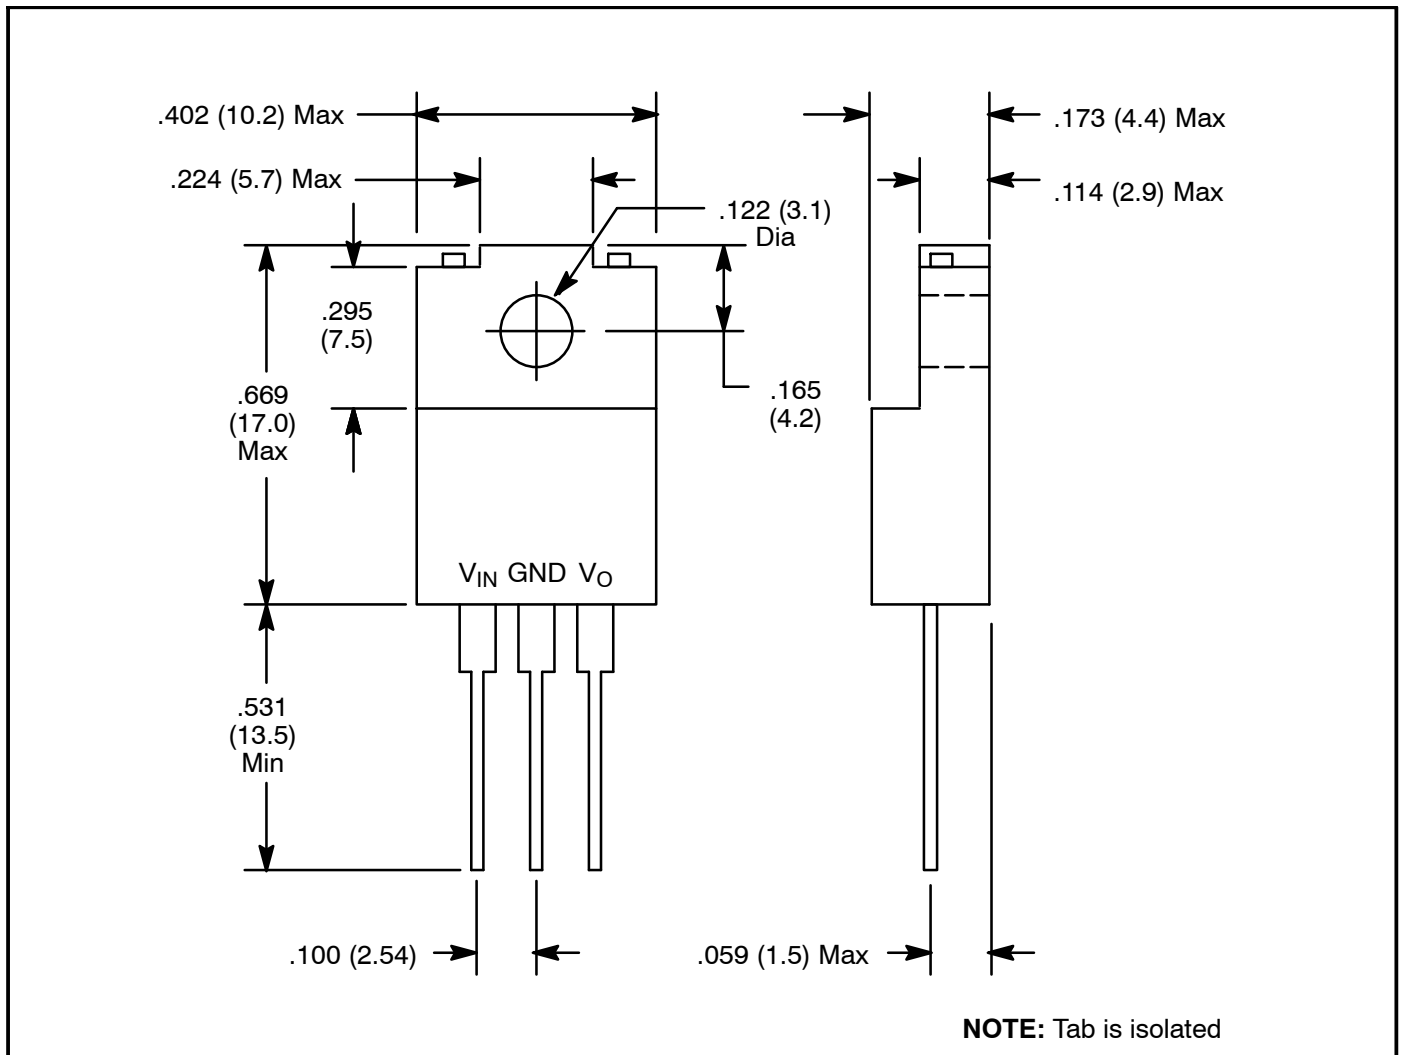 .402 (10.2) Max
.173 (4.4) Max
.224 (5.7) Max
.114 (2.9) Max
.122 (3.1)
Dia
.295
(7.5)
.669
(17.0)
Max
.165
(4.2)
VIN GND VO
.531
(13.5)
Min
.100 (2.54)
.059 (1.5) Max
NOTE: Tab is isolated